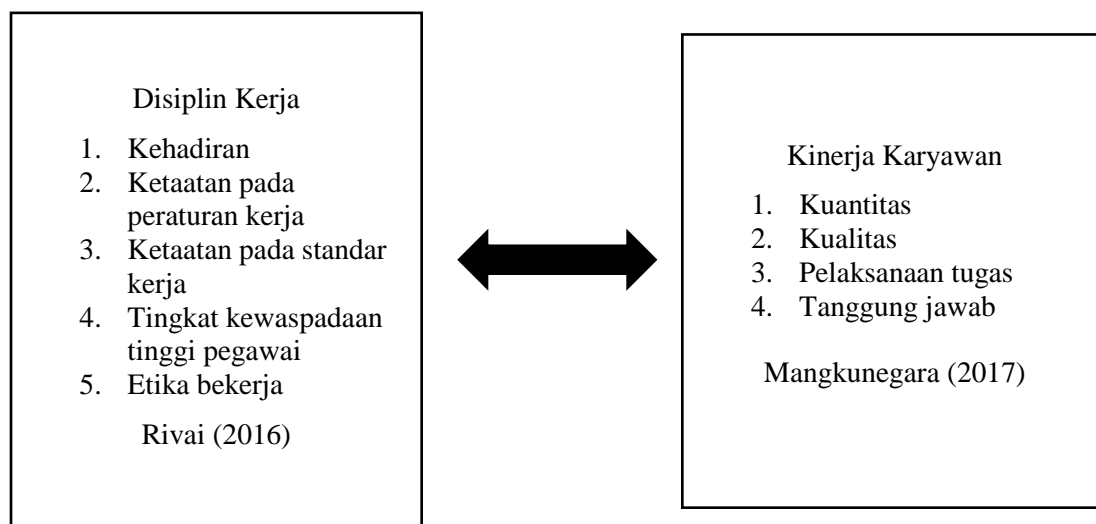 Disiplin Kerja
1. Kehadiran
2. Ketaatan pada
peraturan kerja
3. Ketaatan pada standar
kerja
4. Tingkat kewaspadaan
tinggi pegawai
5. Etika bekerja
Rivai (2016)
Kinerja Karyawan
1. Kuantitas
2. Kualitas
3. Pelaksanaan tugas
4. Tanggung jawab
Mangkunegara (2017)